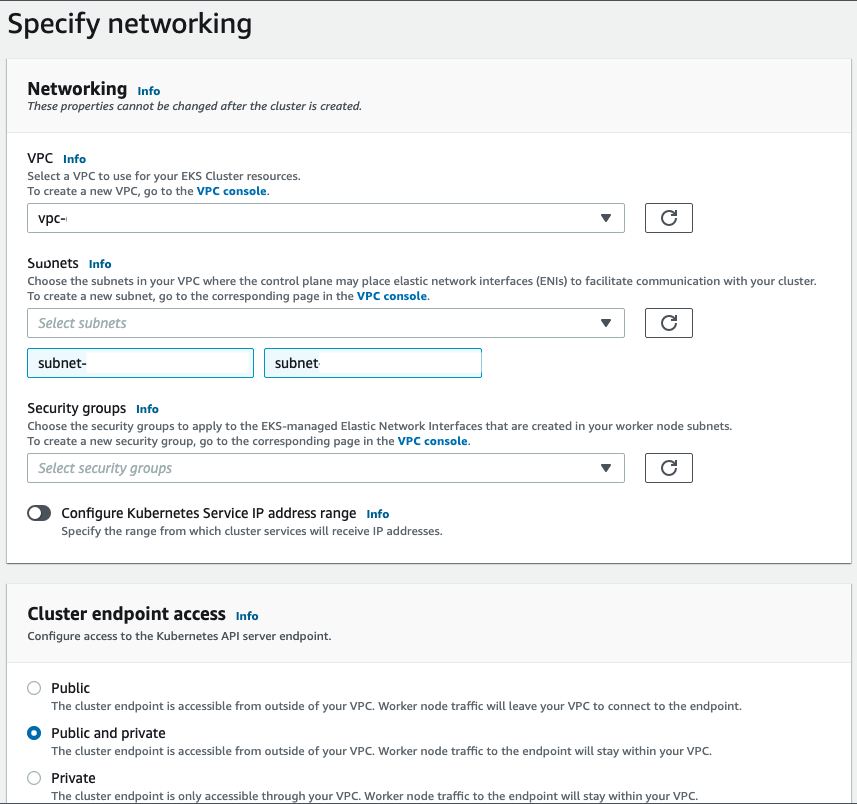 Specify networking
Networking Info
These properties cannot be changed after the cluster is created.
VPC Info
Select a VPC to use for your EKS Cluster resources.
To create a new VPC, go to the VPC console.
vpc-
Subnets Info
Choose the subnets in your VPC where the control plane may place elastic network interfaces (ENIs) to facilitate communication with your cluster.
To create a new subnet, go to the corresponding page in the VPC console.
Select subnets
subnet- subnet
Security groups Info
Choose the security groups to apply to the EKS-managed Elastic Network Interfaces that are created in your worker node subnets.
To create a new security group, go to the corresponding page in the VPC console.
Select security groups
Configure Kubernetes Service IP address range Info
Specify the range from which cluster services will receive IP addresses.
Cluster endpoint access Info
Configure access to the Kubernetes API server endpoint.
Public
The cluster endpoint is accessible from outside of your VPC. Worker node traffic will leave your VPC to connect to the endpoint.
Public and private
The cluster endpoint is accessible from outside of your VPC. Worker node traffic to the endpoint will stay within your VPC.
Private
The cluster endpoint is only accessible through your VPC. Worker node traffic to the endpoint will stay within your VPC.